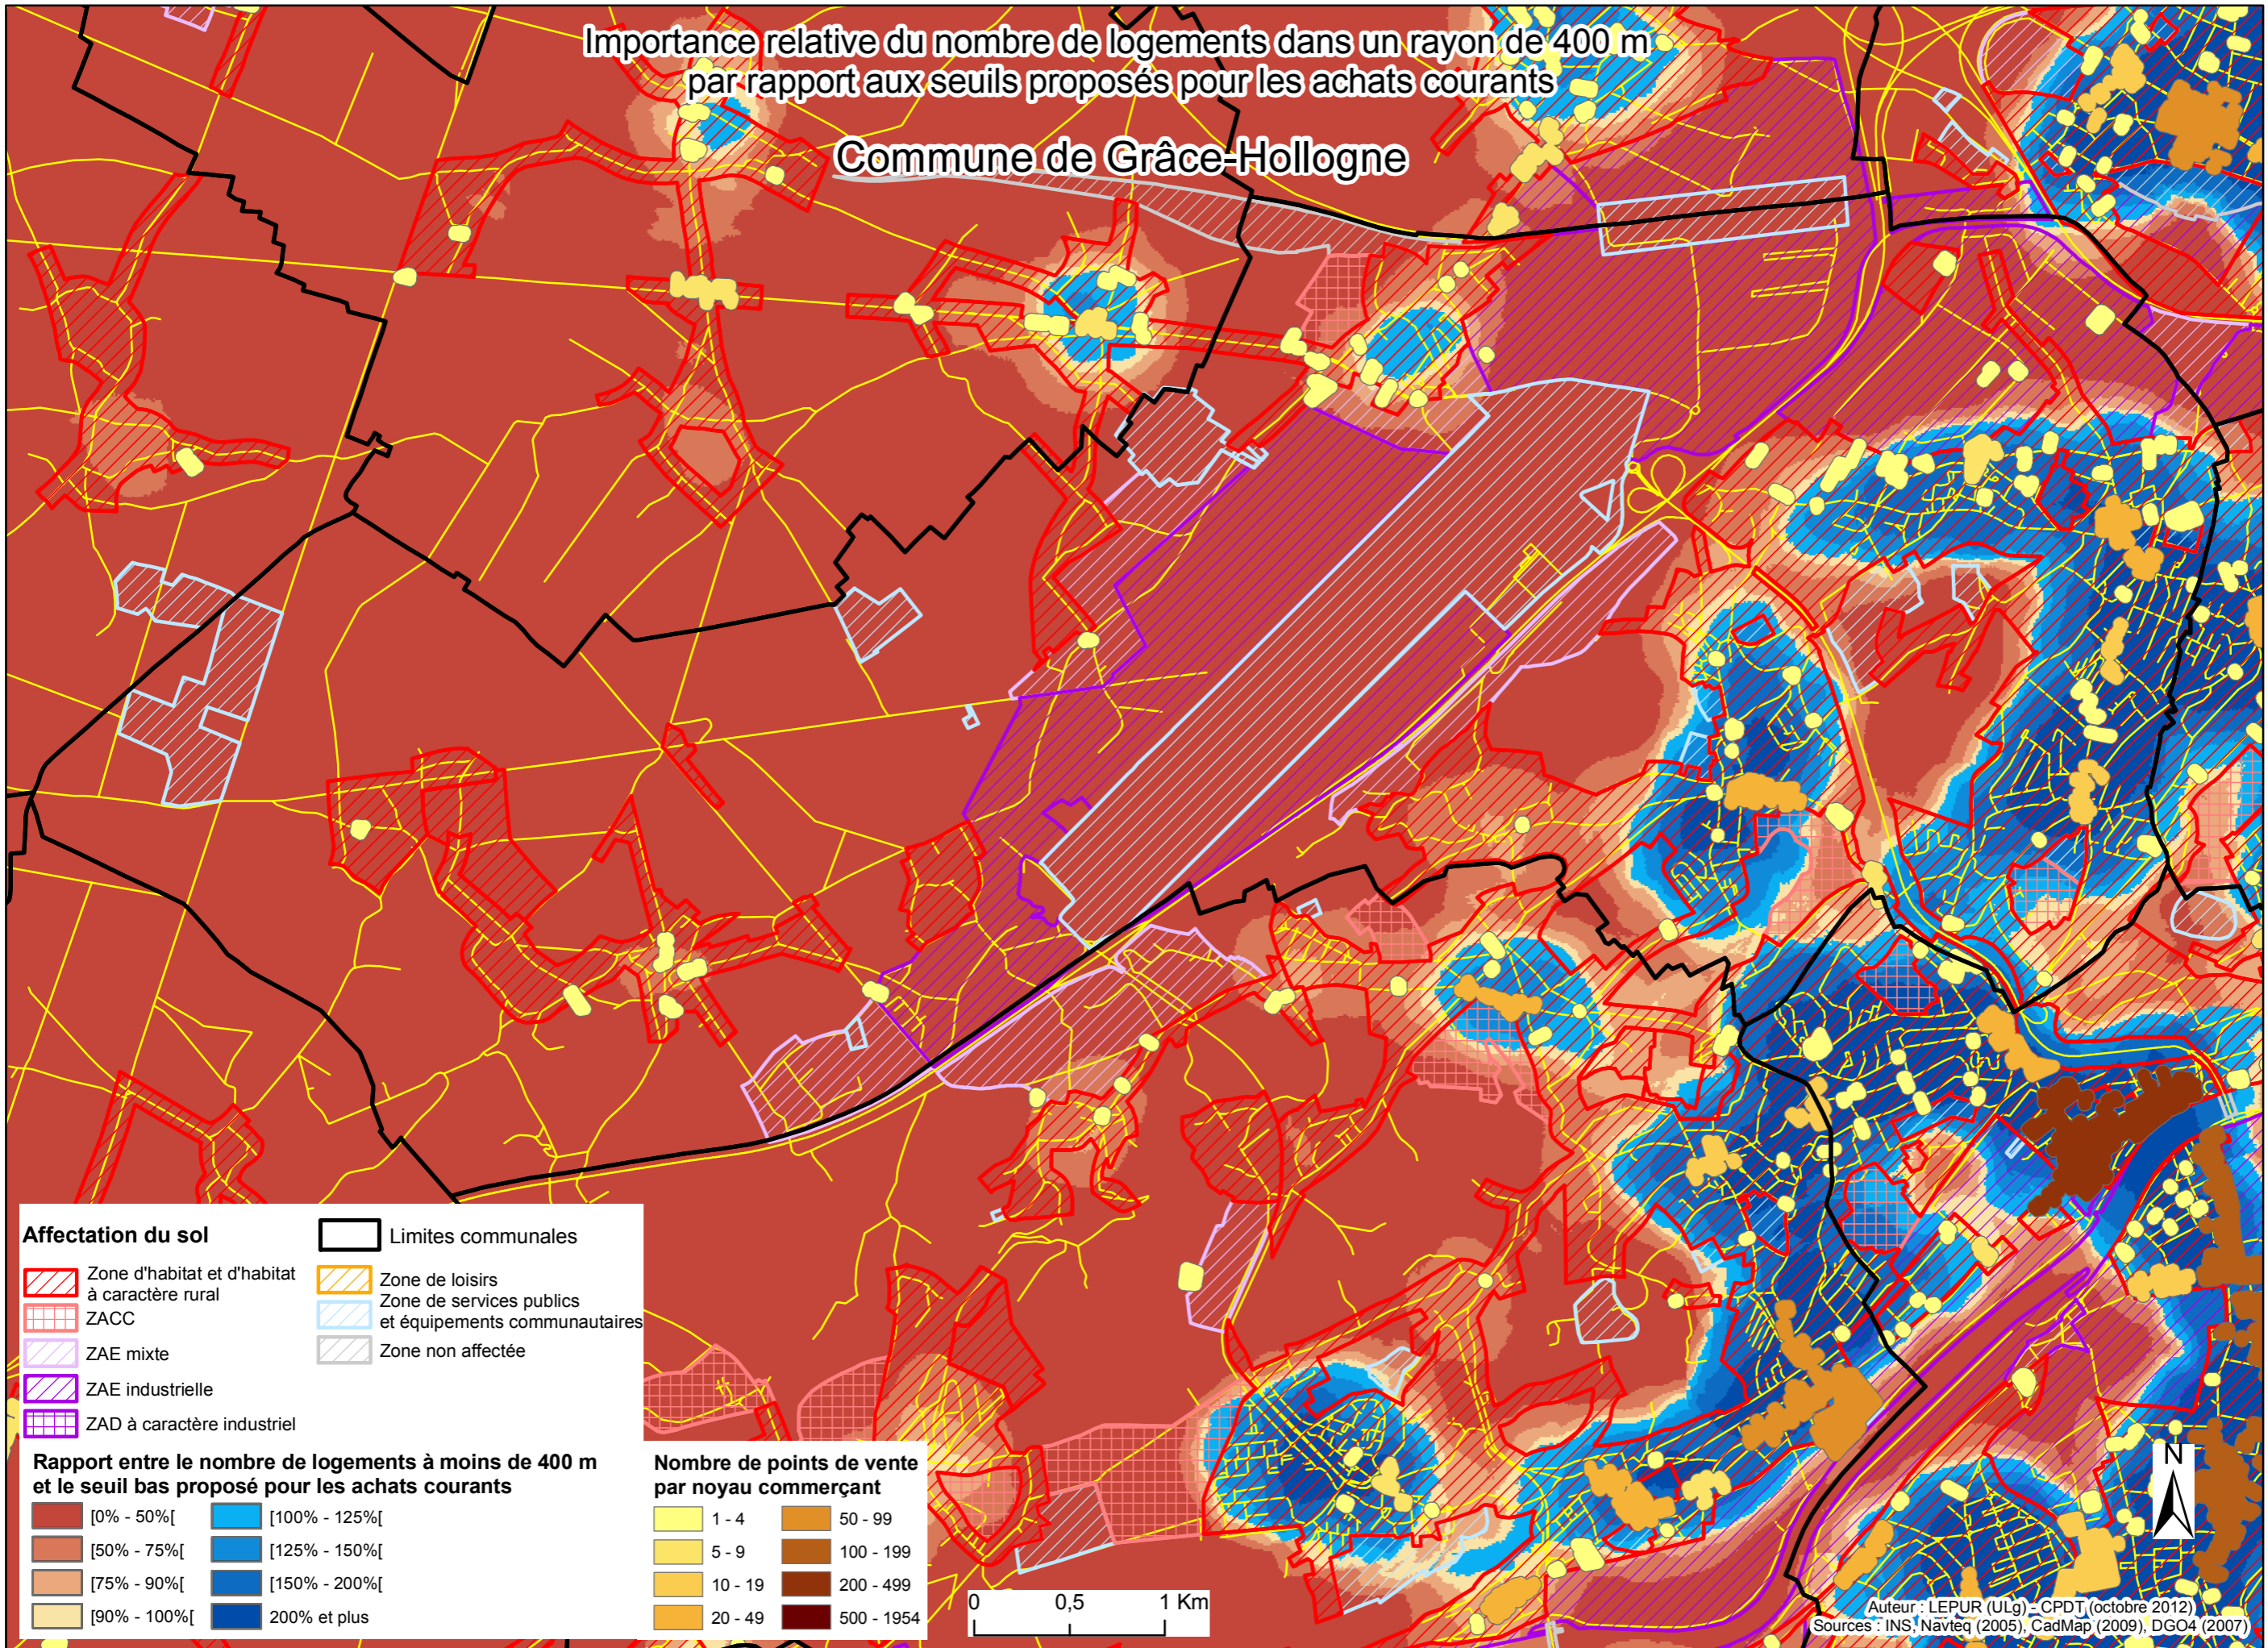 Importance relative du nombre de logements dans un rayon de 400 m
par rapport aux seuils proposés pour les achats courants
Commune de Grâce-Hollogne
Affectation du sol
Zone d'habitat et d'habitat
à caractère rural
ZACC
ZAE mixte
ZAE industrielle
ZAD à caractère industriel
Limites communales
Zone de loisirs
Zone de services publics
et équipements communautaires
Zone non affectée
Rapport entre le nombre de logements à moins de 400 m
et le seuil bas proposé pour les achats courants
[0% - 50%[
[50% - 75%[
[75% - 90%[
[90% - 100%[
[100% - 125%[
[125% - 150%[
[150% - 200%[
200% et plus
Nombre de points de vente
par noyau commerçant
1 - 4
5 - 9
10 - 19
20 - 49
50 - 99
100 - 199
200 - 499
500 - 1954
0 0,5 1 Km
N
Auteur : LEPUR (ULg) - CPDT (octobre 2012)
Sources : INS, Navteq (2005), CadMap (2009), DGO4 (2007)